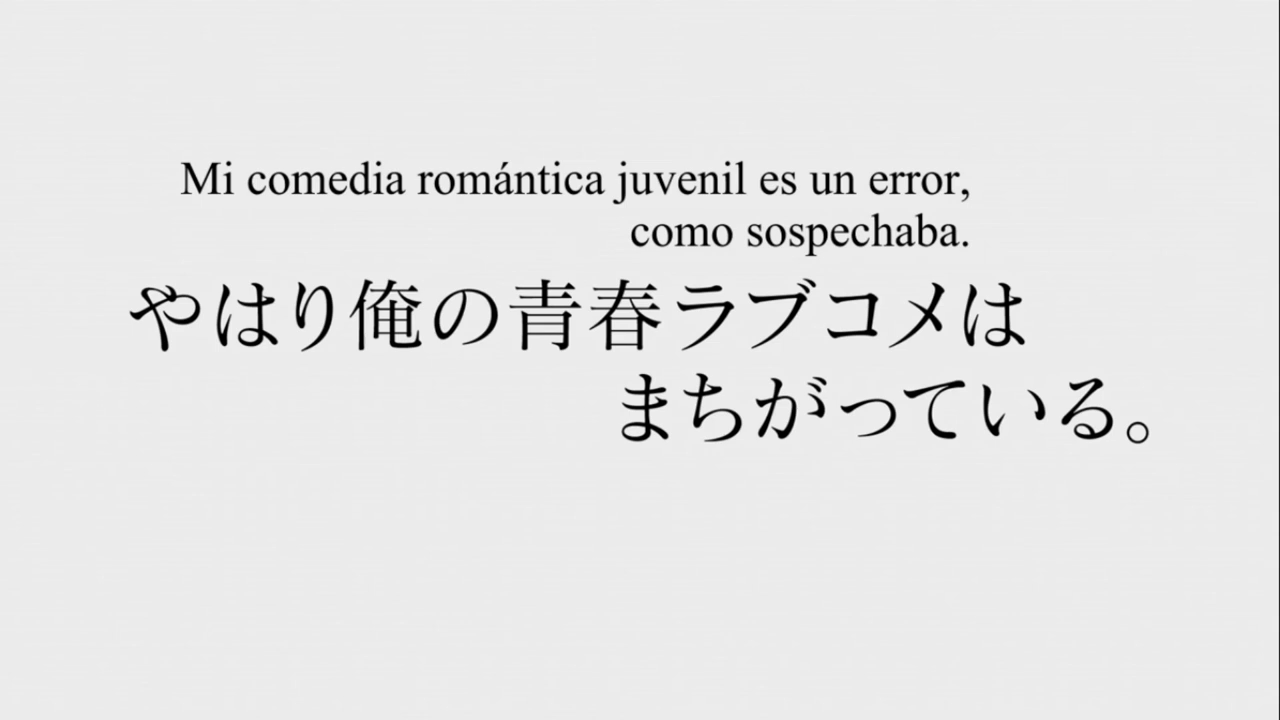 Mi comedia romántica juvenil es un error,
como sospechaba.
やはり俺の青春ラブコメは
まちがっている。